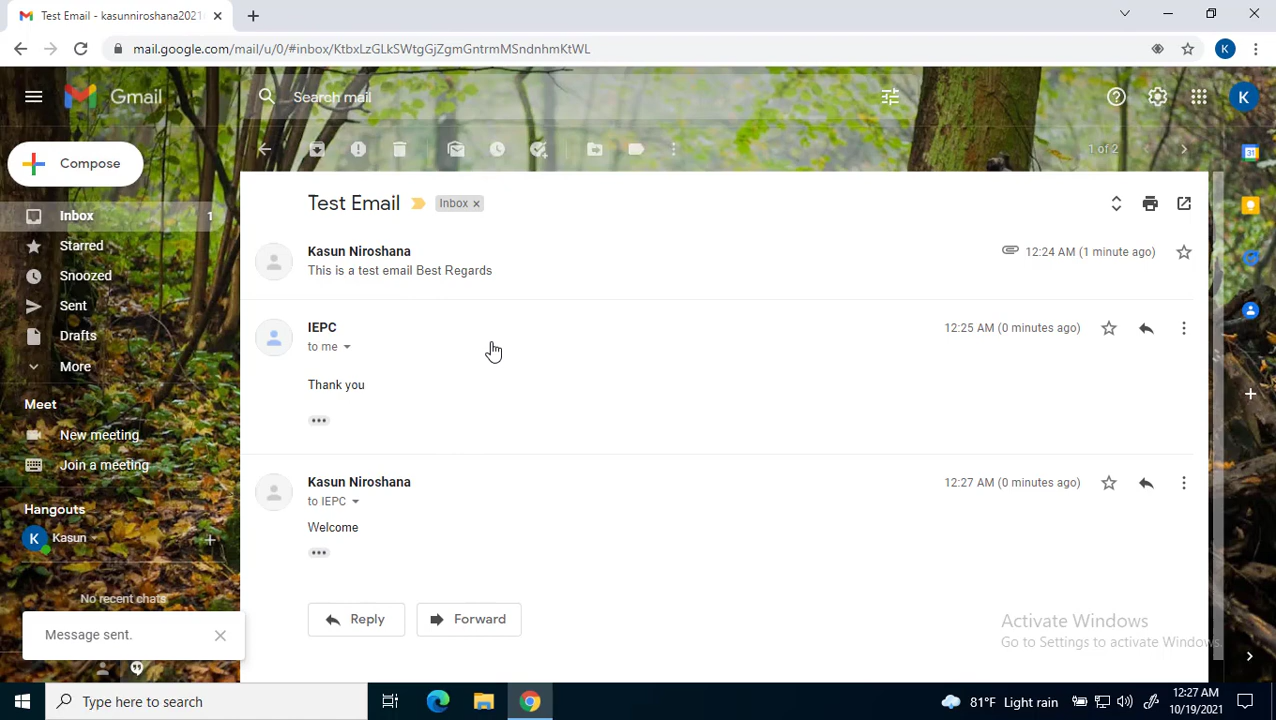 Test Email - kasunniroshana2021
mail.google.com/mail/u/0/#inbox/KtbxLzGLkSWtgGjZgmGntrmMSndnhmKtWL
K
Gmail
Search mail
K
Compose
1 of 2
Inbox 1
Starred
Snoozed
Sent
Drafts
More
Meet
New meeting
Join a meeting
Hangouts
K Kasun
No recent chats
Message sent.
Test Email Inbox
Kasun Niroshana 12:24 AM (1 minute ago)
This is a test email Best Regards
IEPC 12:25 AM (0 minutes ago)
to me
Thank you
Kasun Niroshana 12:27 AM (0 minutes ago)
to IEPC
Welcome
Reply Forward
Activate Windows
Go to Settings to activate Windows.
Type here to search
81°F Light rain
12:27 AM
10/19/2021